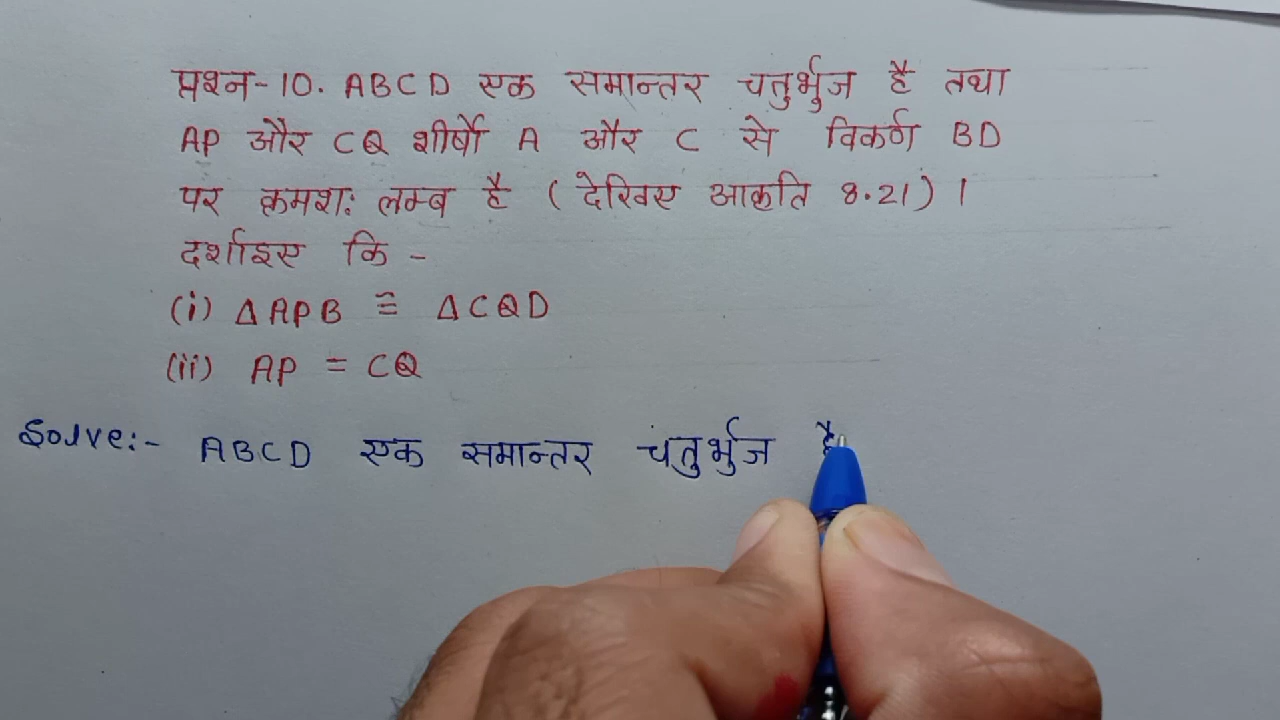 प्रश्न-10. ABCD एक समान्तर चतुर्भुज है तथा
AP और CQ शीर्षो A और C से विकर्ण BD
पर क्रमशः लम्ब है ( देखिए आकृति 8.21) ।
दर्शाइए कि -
(i) ΔAPB ≅ ΔCQD
(ii) AP = CQ
Solve:- ABCD एक समान्तर चतुर्भुज है